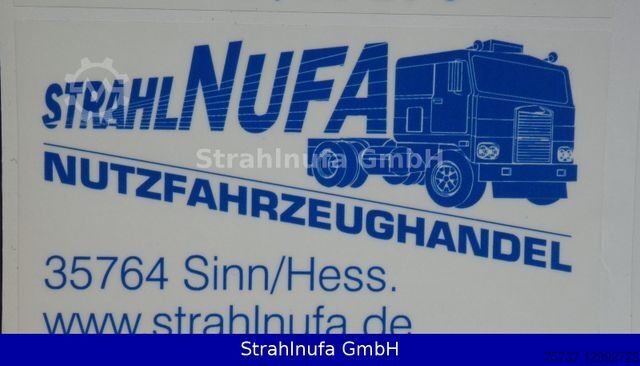 STRAHLNUFA
Strahlnufa GmbH
NUTZFAHRZEUGHANDEL
35764 Sinn/Hess.
www.strahlnufa.de
Strahlnufa GmbH